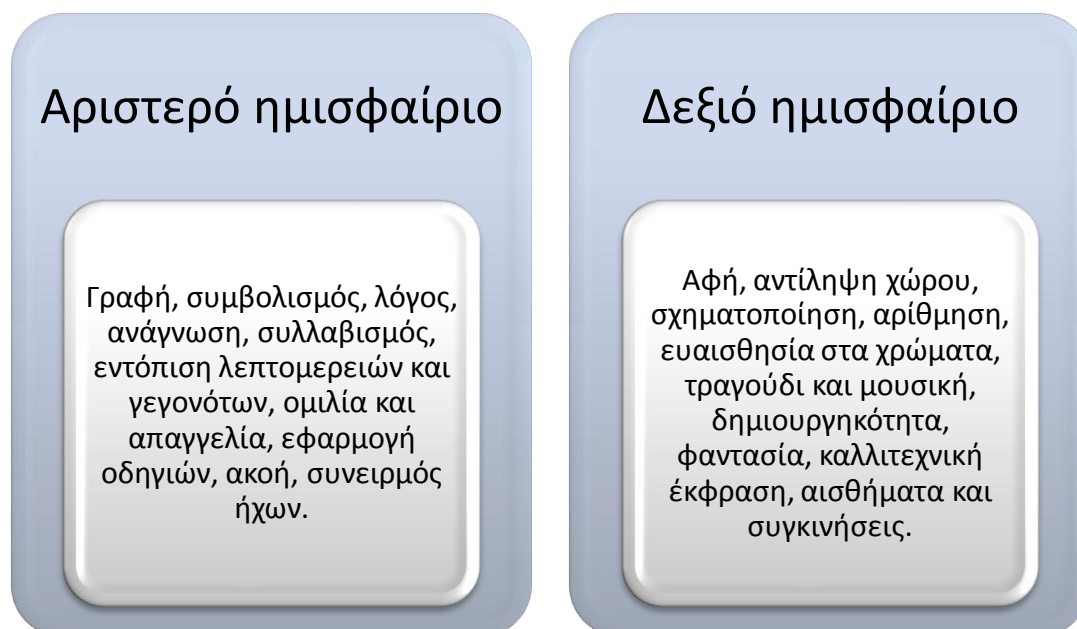 Αριστερό ημισφαίριο
Γραφή, συμβολισμός, λόγος,
ανάγνωση, συλλαβισμός,
εντόπιση λεπτομερειών και
γεγονότων, ομιλία και
απαγγελία, εφαρμογή
οδηγιών, ακοή, συνειρμός
ήχων.
Δεξιό ημισφαίριο
Αφή, αντίληψη χώρου,
σχηματοποίηση, αρίθμηση,
ευαισθησία στα χρώματα,
τραγούδι και μουσική,
δημιουργηκότητα,
φαντασία, καλλιτεχνική
έκφραση, αισθήματα και
συγκινήσεις.